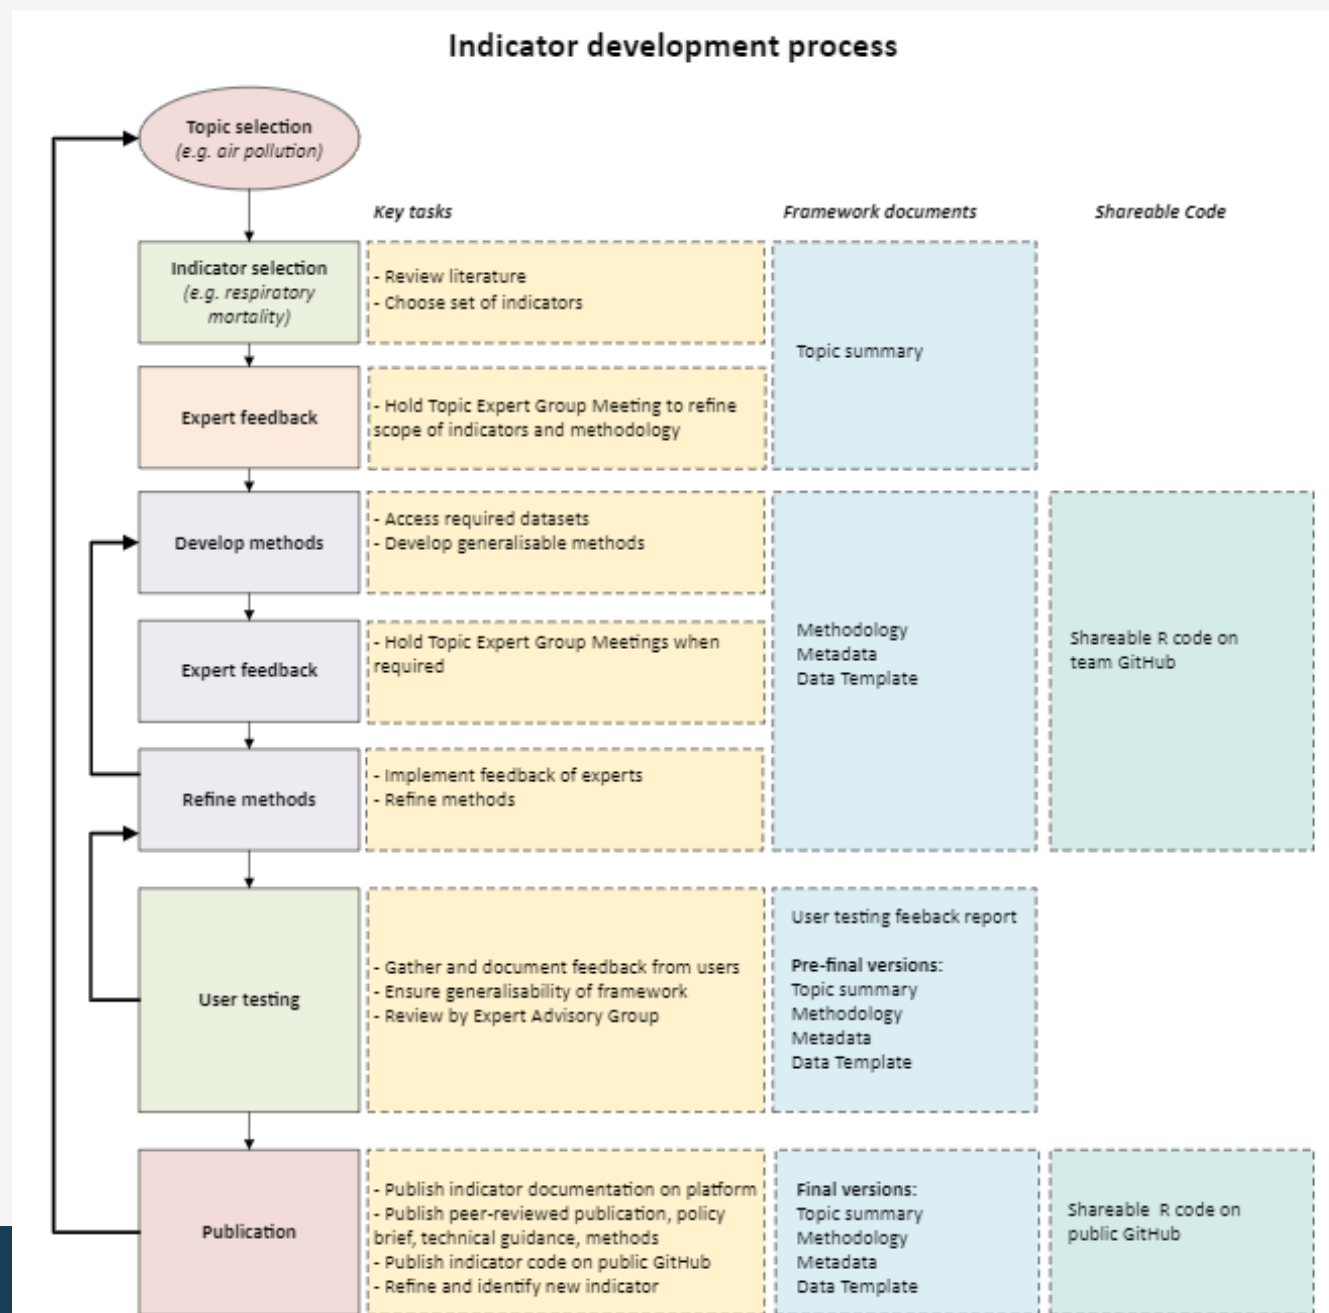 Indicator development process
Topic selection
(e.g. air pollution)
Key tasks
Framework documents
Shareable Code
Indicator selection
(e.g. respiratory
mortality)
- Review literature
- Choose set of indicators
Topic summary
Expert feedback
- Hold Topic Expert Group Meeting to refine
scope of indicators and methodology
Develop methods
- Access required datasets
- Develop generalisable methods
Methodology
Metadata
Data Template
Shareable R code on
team GitHub
Expert feedback
- Hold Topic Expert Group Meetings when
required
Refine methods
- Implement feedback of experts
- Refine methods
User testing
- Gather and document feedback from users
- Ensure generalisability of framework
- Review by Expert Advisory Group
User testing feeback report
Pre-final versions:
Topic summary
Methodology
Metadata
Data Template
Publication
- Publish indicator documentation on platform
- Publish peer-reviewed publication, policy
brief, technical guidance, methods
- Publish indicator code on public GitHub
- Refine and identify new indicator
Final versions:
Topic summary
Methodology
Metadata
Data Template
Shareable R code on
public GitHub